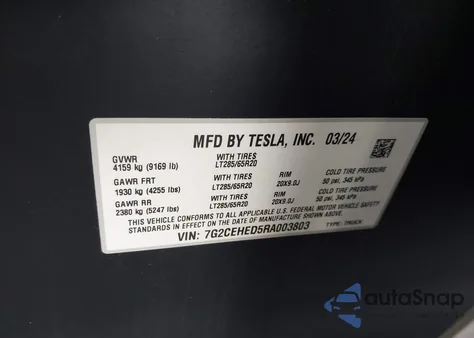 MFD BY TESLA, INC. 03/24
GVWR WITH TIRES
4159 kg (9169 lb) LT285/65R20
GAWR FRT WITH TIRES RIM COLD TIRE PRESSURE
1930 kg (4255 lbs) LT285/65R20 20X9.0J 50 psi, 345 kPa
GAWR RR WITH TIRES RIM COLD TIRE PRESSURE
2380 kg (5247 lbs) LT285/65R20 20X9.0J 50 psi, 345 kPa
THIS VEHICLE CONFORMS TO ALL APPLICABLE U.S. FEDERAL MOTOR VEHICLE SAFETY
STANDARDS IN EFFECT ON THE DATE OF MANUFACTURE SHOWN ABOVE.
VIN: 7G2CEHED5RA003803 TYPE: TRUCK
autoSnap